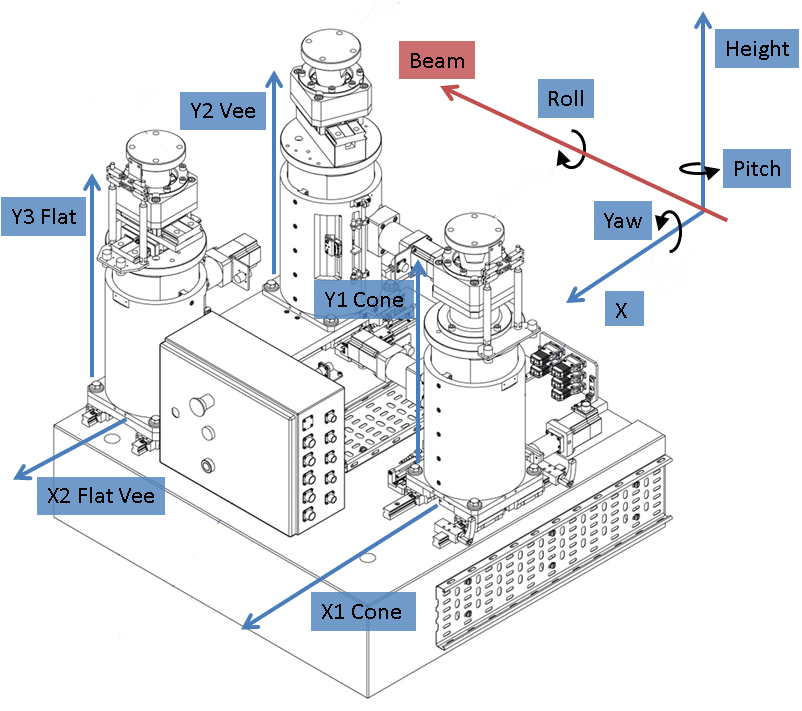 Height
Beam
Roll
Y2 Vee
Pitch
Y3 Flat
Yaw
Y1 Cone
X
X2 Flat Vee
X1 Cone